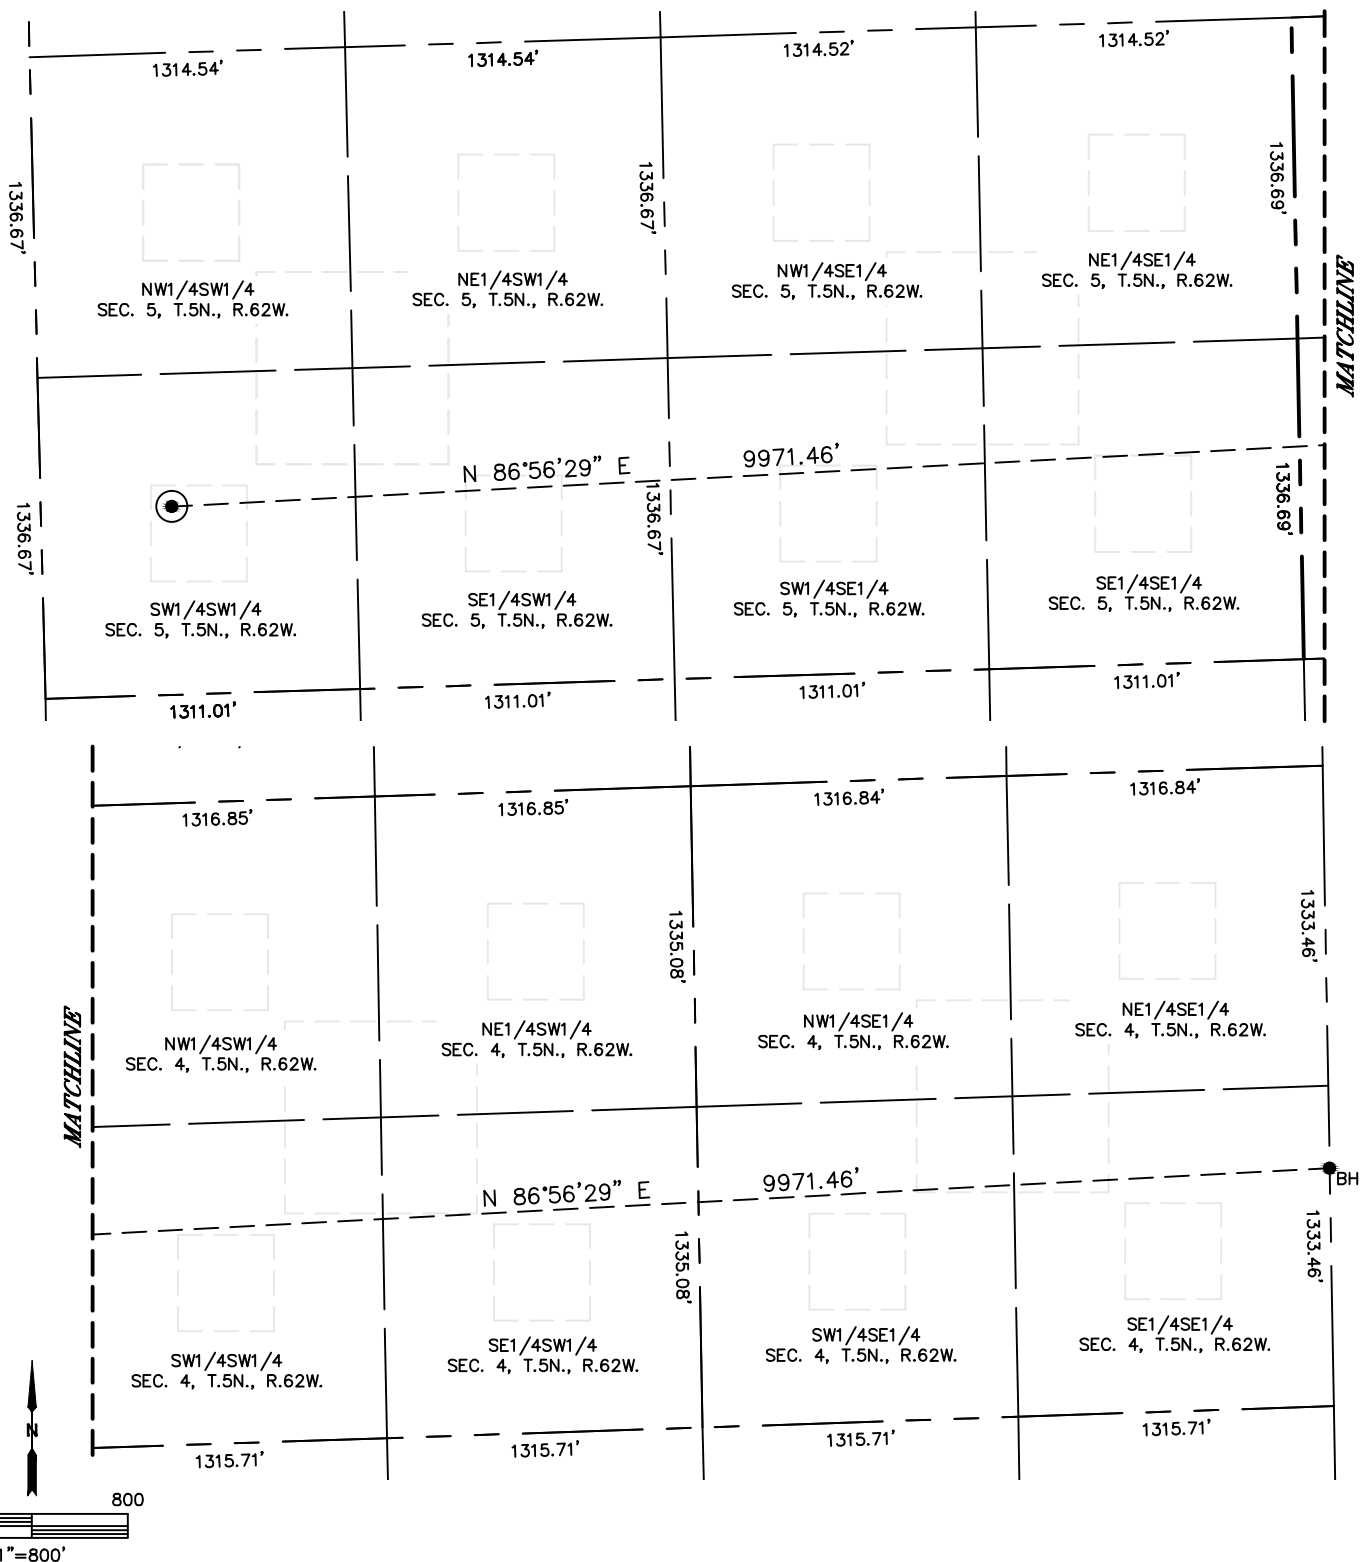 1314.54'
1314.54'
1314.52'
1314.52'
1336.67'
1336.67'
1336.69'
NW1/4SW1/4
SEC. 5, T.5N., R.62W.
NE1/4SW1/4
SEC. 5, T.5N., R.62W.
NW1/4SE1/4
SEC. 5, T.5N., R.62W.
NE1/4SE1/4
SEC. 5, T.5N., R.62W.
MATCHLINE
N 86°56'29" E
9971.46'
1336.67'
1336.67'
1336.69'
SW1/4SW1/4
SEC. 5, T.5N., R.62W.
SE1/4SW1/4
SEC. 5, T.5N., R.62W.
SW1/4SE1/4
SEC. 5, T.5N., R.62W.
SE1/4SE1/4
SEC. 5, T.5N., R.62W.
1311.01'
1311.01'
1311.01'
1311.01'
1316.85'
1316.85'
1316.84'
1316.84'
1335.08'
1333.46'
MATCHLINE
NW1/4SW1/4
SEC. 4, T.5N., R.62W.
NE1/4SW1/4
SEC. 4, T.5N., R.62W.
NW1/4SE1/4
SEC. 4, T.5N., R.62W.
NE1/4SE1/4
SEC. 4, T.5N., R.62W.
N 86°56'29" E
9971.46'
BH
1335.08'
1333.46'
SW1/4SW1/4
SEC. 4, T.5N., R.62W.
SE1/4SW1/4
SEC. 4, T.5N., R.62W.
SW1/4SE1/4
SEC. 4, T.5N., R.62W.
SE1/4SE1/4
SEC. 4, T.5N., R.62W.
1315.71'
1315.71'
1315.71'
1315.71'
N
800
1"=800'